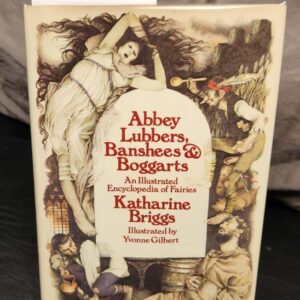 Abbey
Lubbers,
Banshees &
Boggarts
An Illustrated
Encyclopedia of Fairies
Katharine
Briggs
Illustrated by
Yvonne Gilbert